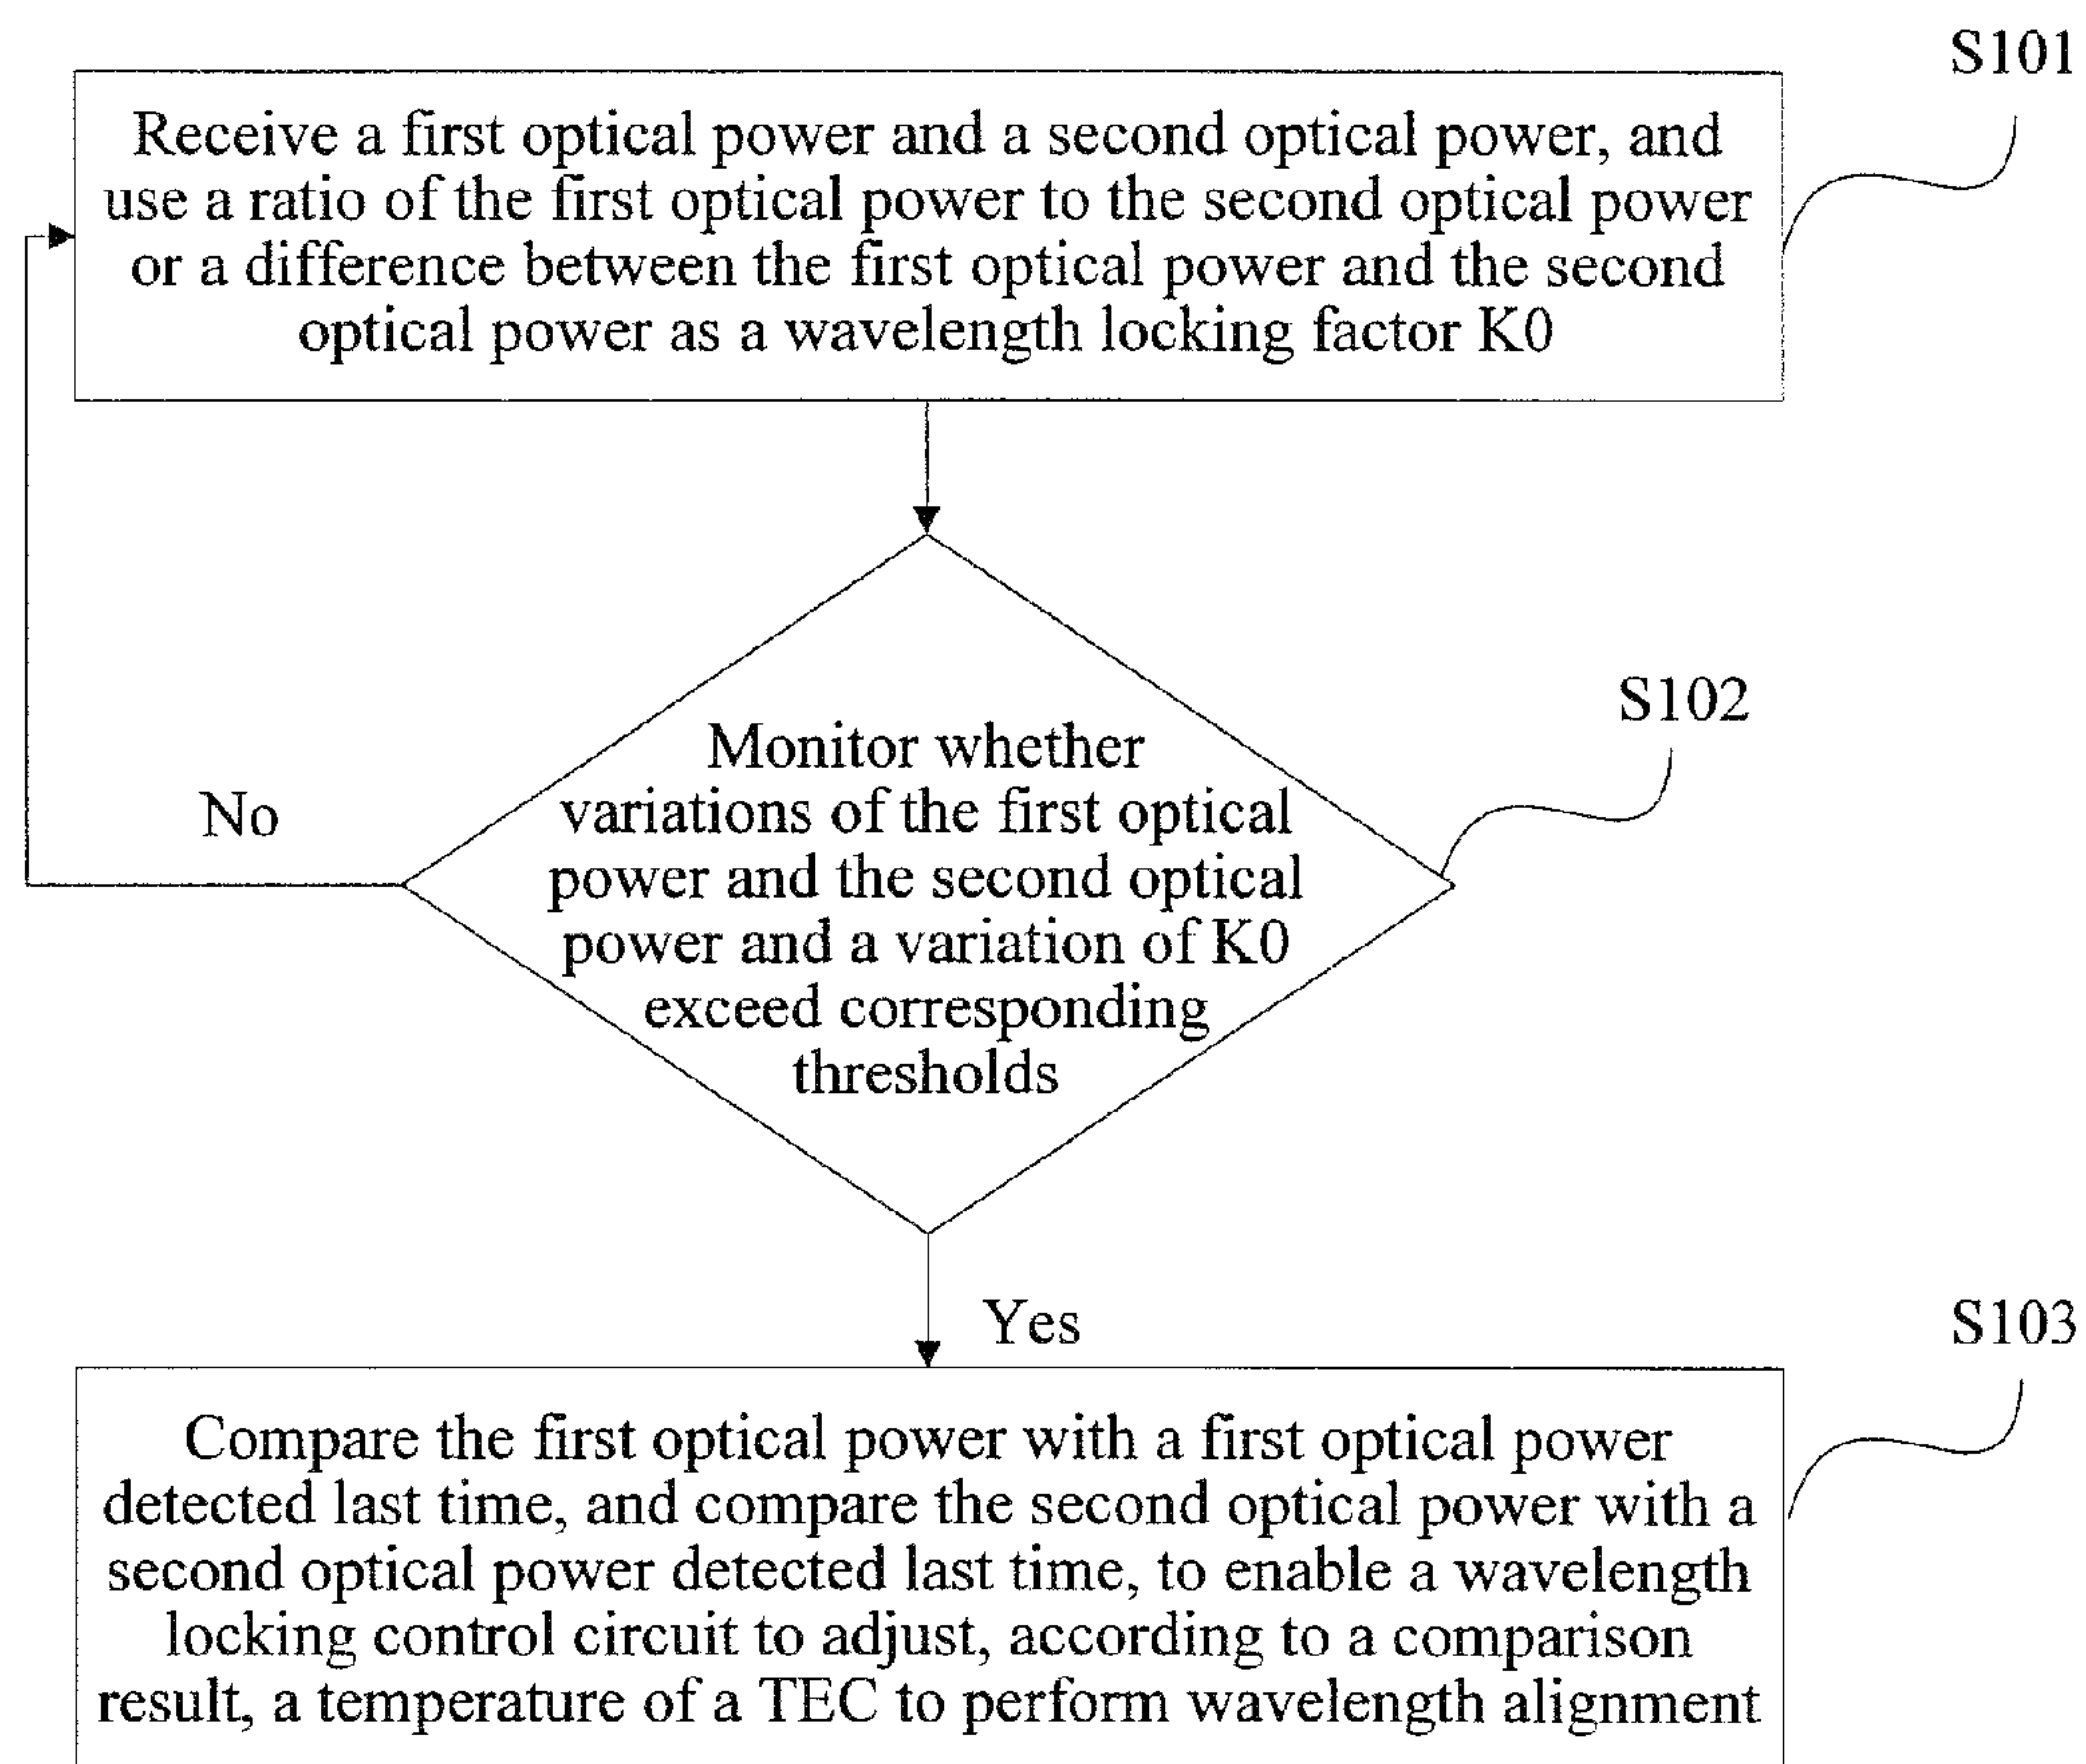 S101
Receive a first optical power and a second optical power, and
use a ratio of the first optical power to the second optical power
or a difference between the first optical power and the second
optical power as a wavelength locking factor K0
S102
Monitor whether
variations of the first optical
power and the second optical
power and a variation of K0
exceed corresponding
thresholds
No
Yes
S103
Compare the first optical power with a first optical power
detected last time, and compare the second optical power with a
second optical power detected last time, to enable a wavelength
locking control circuit to adjust, according to a comparison
result, a temperature of a TEC to perform wavelength alignment